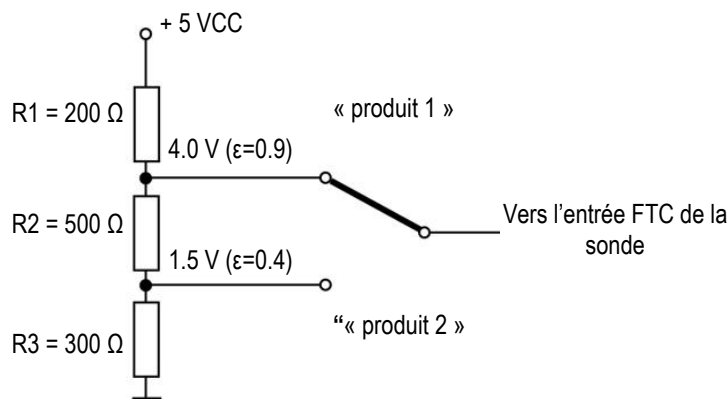 + 5 VCC
R1 = 200 Ω
« produit 1 »
4.0 V (ε=0.9)
R2 = 500 Ω
Vers l’entrée FTC de la
sonde
1.5 V (ε=0.4)
“« produit 2 »
R3 = 300 Ω